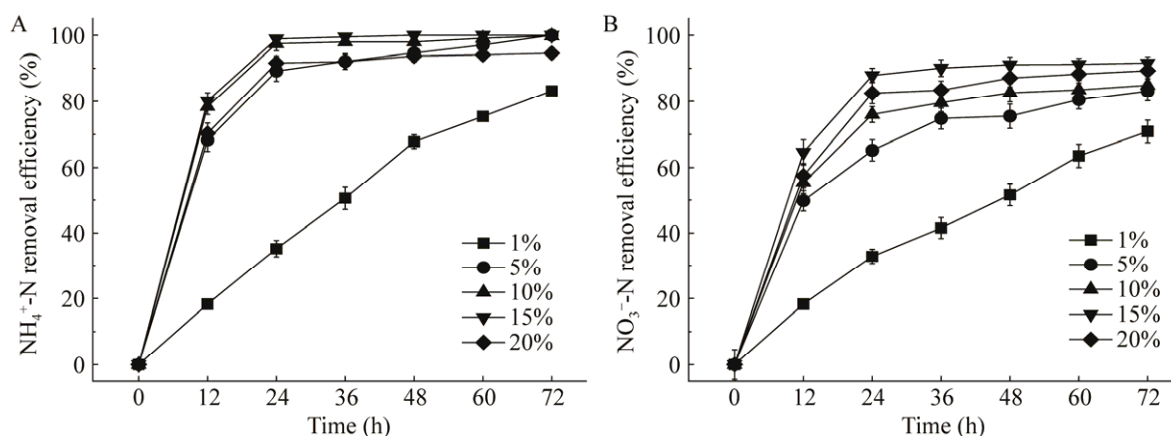 A
NH₄⁺-N removal efficiency (%)
100
80
60
40
20
0
1%
5%
10%
15%
20%
0 12 24 36 48 60 72
Time (h)
B
NO₃⁻-N removal efficiency (%)
100
80
60
40
20
0
1%
5%
10%
15%
20%
0 12 24 36 48 60 72
Time (h)